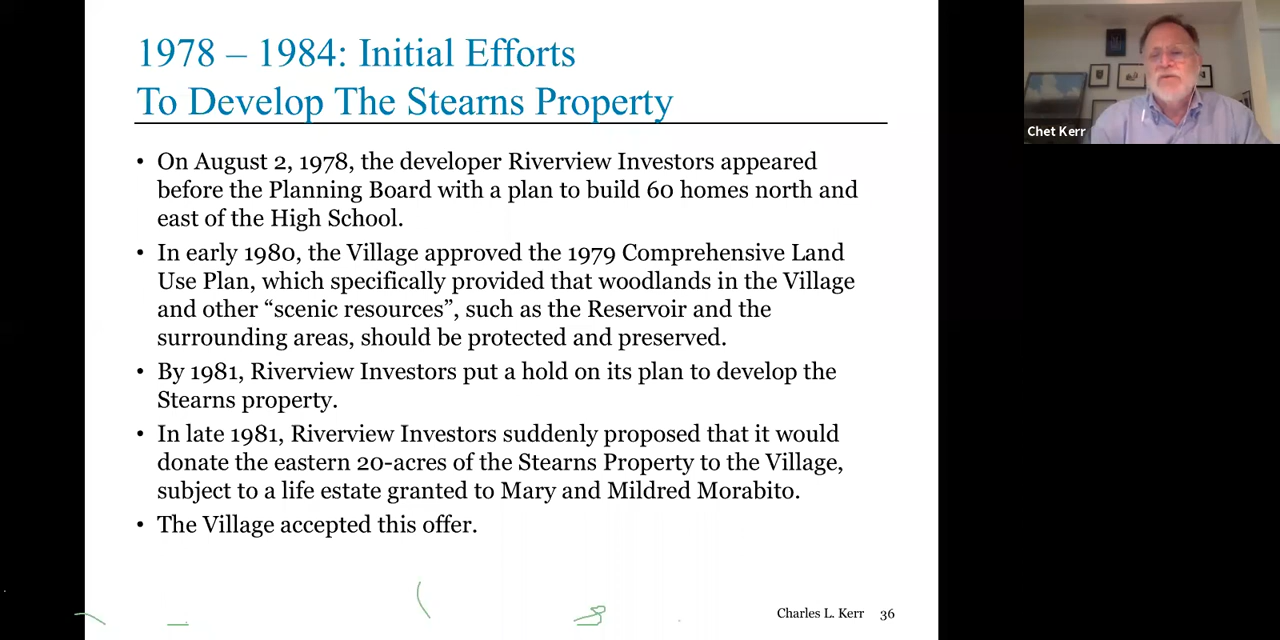 1978 – 1984: Initial Efforts
To Develop The Stearns Property
• On August 2, 1978, the developer Riverview Investors appeared
before the Planning Board with a plan to build 60 homes north and
east of the High School.
• In early 1980, the Village approved the 1979 Comprehensive Land
Use Plan, which specifically provided that woodlands in the Village
and other “scenic resources”, such as the Reservoir and the
surrounding areas, should be protected and preserved.
• By 1981, Riverview Investors put a hold on its plan to develop the
Stearns property.
• In late 1981, Riverview Investors suddenly proposed that it would
donate the eastern 20-acres of the Stearns Property to the Village,
subject to a life estate granted to Mary and Mildred Morabito.
• The Village accepted this offer.
Charles L. Kerr 36
Chet Kerr